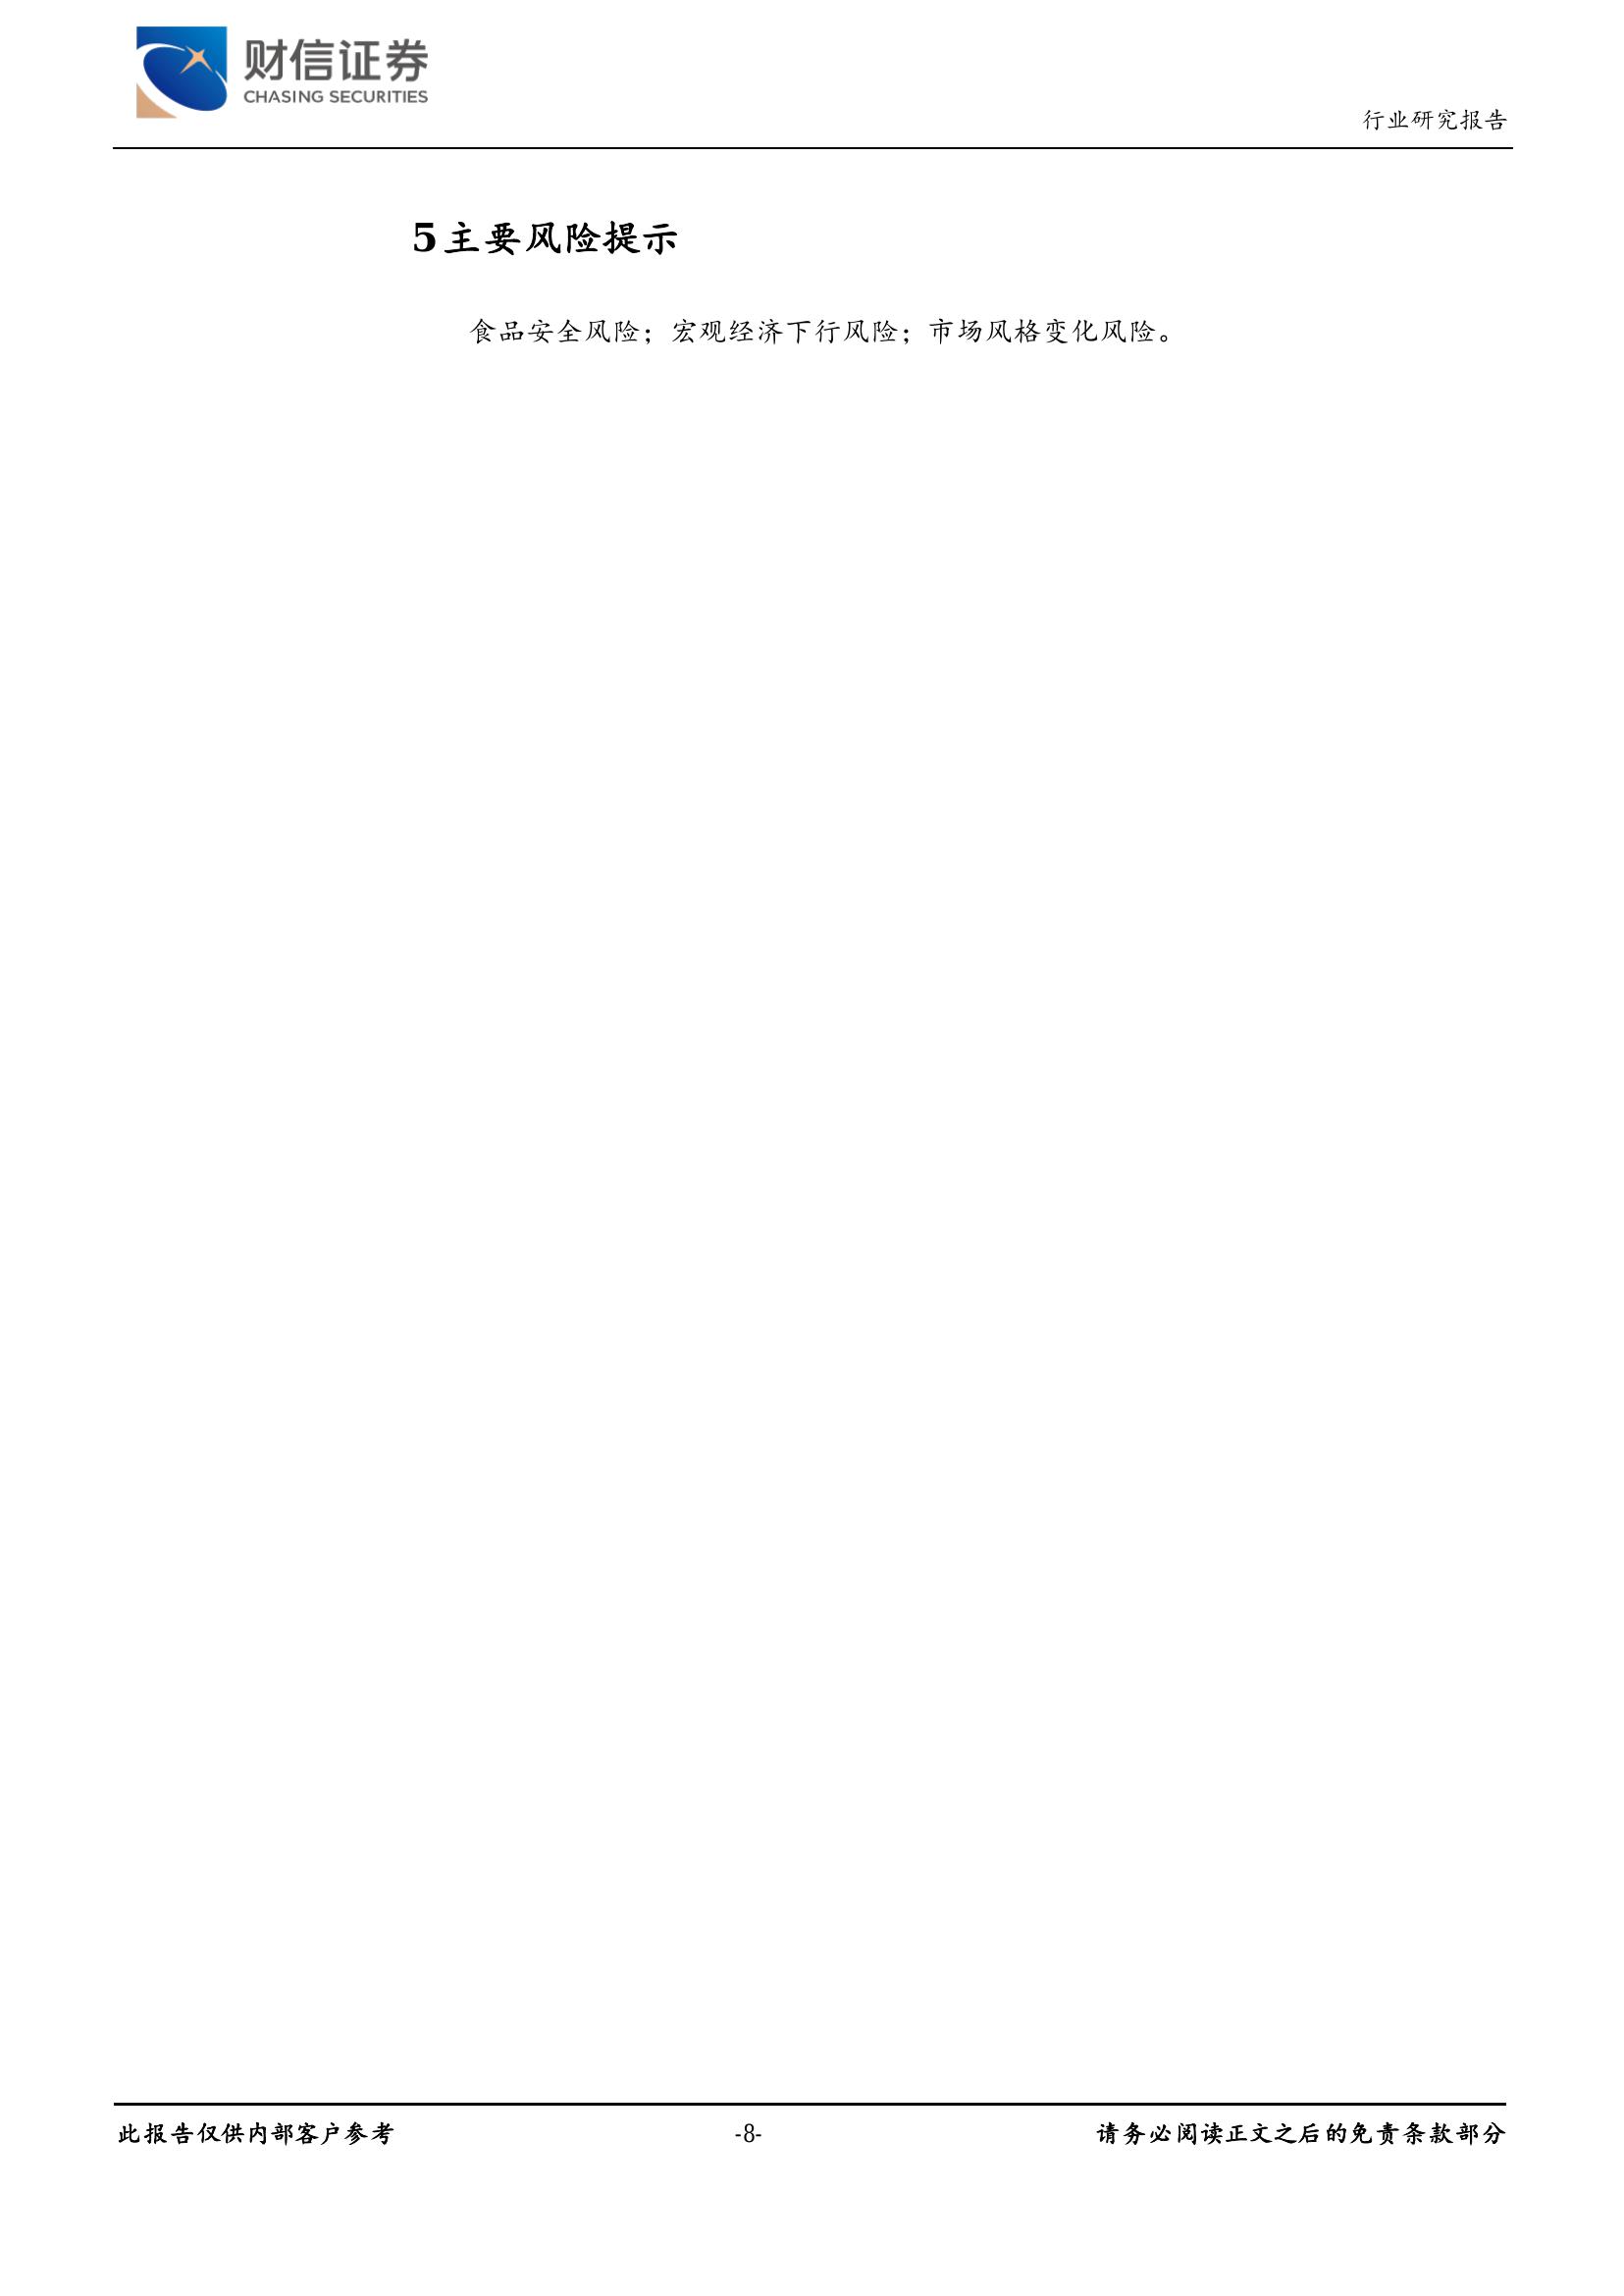 财信证券
CHASING SECURITIES
行业研究报告
5 主要风险提示
食品安全风险；宏观经济下行风险；市场风格变化风险。
此报告仅供内部客户参考
-8-
请务必阅读正文之后的免责条款部分